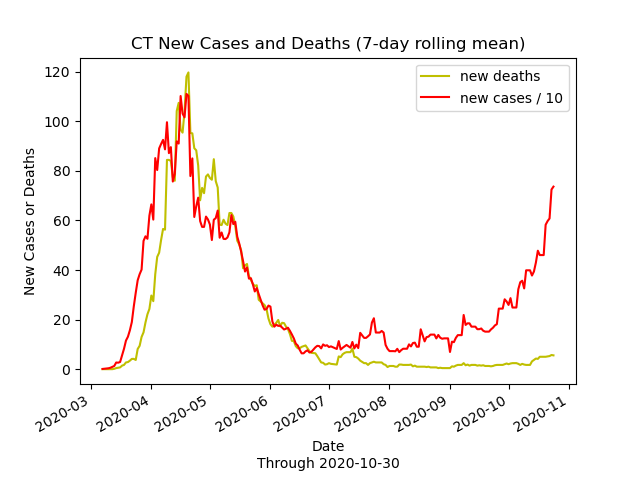 CT New Cases and Deaths (7-day rolling mean)
new deaths
new cases / 10
New Cases or Deaths
120
100
80
60
40
20
0
2020-03
2020-04
2020-05
2020-06
2020-07
2020-08
2020-09
2020-10
2020-11
Date
Through 2020-10-30